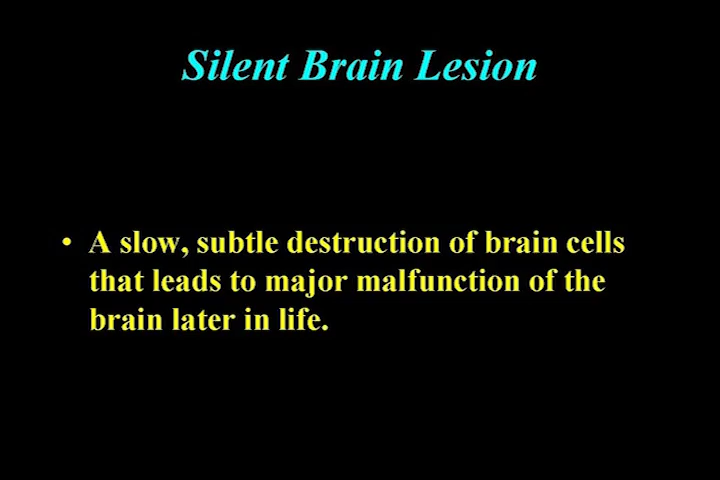 Silent Brain Lesion
• A slow, subtle destruction of brain cells
that leads to major malfunction of the
brain later in life.